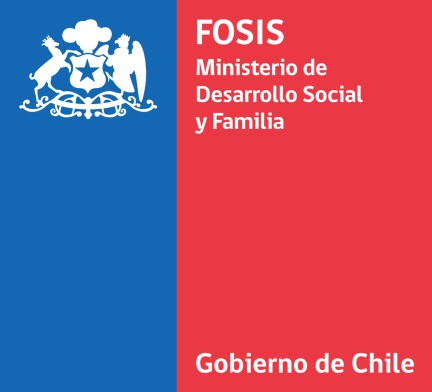 FOSIS
Ministerio de
Desarrollo Social
y Familia
Gobierno de Chile